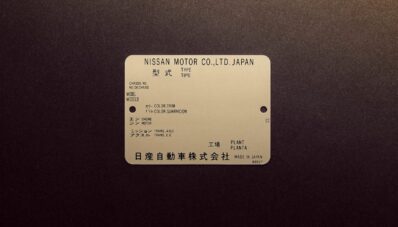 NISSAN MOTOR CO.,LTD. JAPAN
型式 TYPE
TIPO
CHASSIS NO.
MODEL
MODELO
カラー COLOR TRIM
トリム COLOR GUARNICION
エンジン ENGINE
MOTOR
ミッション TRANS. AXLE
アクスル
工場 PLANT
PLANTA
日産自動車株式会社 MADE IN JAPAN